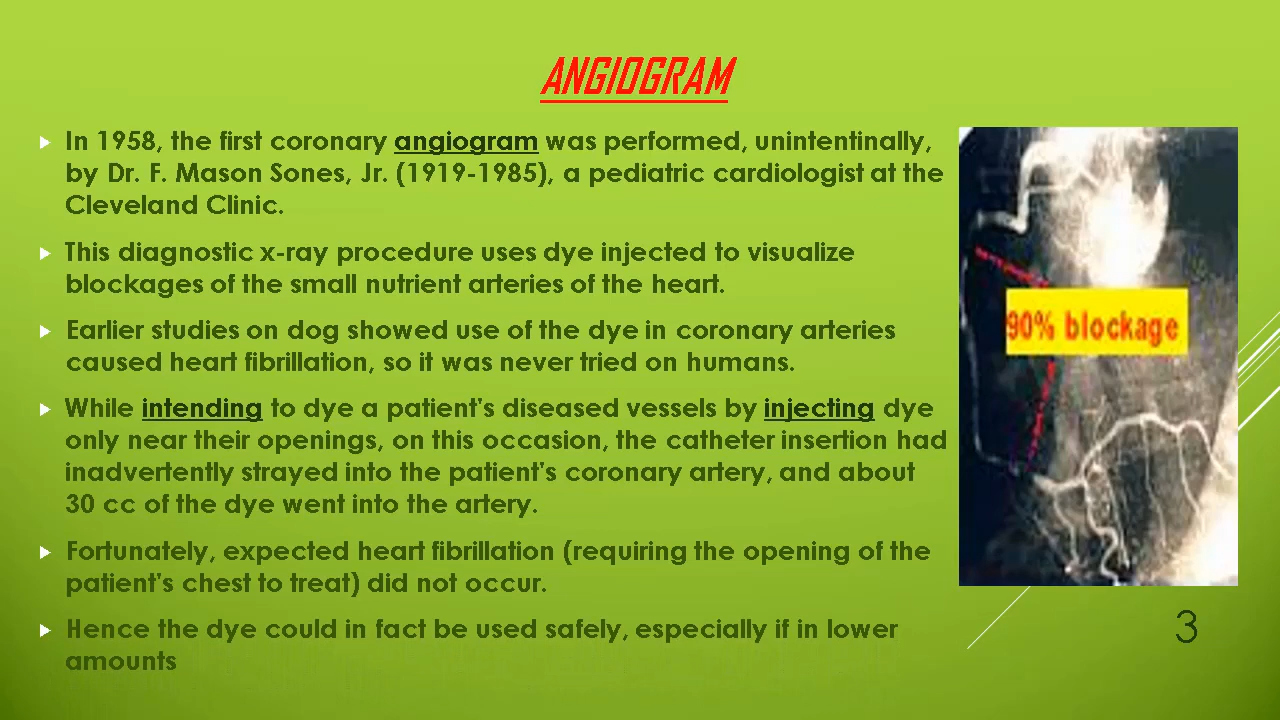 ANGIOGRAM
In 1958, the first coronary angiogram was performed, unintentinally,
by Dr. F. Mason Sones, Jr. (1919-1985), a pediatric cardiologist at the
Cleveland Clinic.
This diagnostic x-ray procedure uses dye injected to visualize
blockages of the small nutrient arteries of the heart.
Earlier studies on dog showed use of the dye in coronary arteries
caused heart fibrillation, so it was never tried on humans.
While intending to dye a patient's diseased vessels by injecting dye
only near their openings, on this occasion, the catheter insertion had
inadvertently strayed into the patient's coronary artery, and about
30 cc of the dye went into the artery.
Fortunately, expected heart fibrillation (requiring the opening of the
patient's chest to treat) did not occur.
Hence the dye could in fact be used safely, especially if in lower
amounts
90% blockage
3